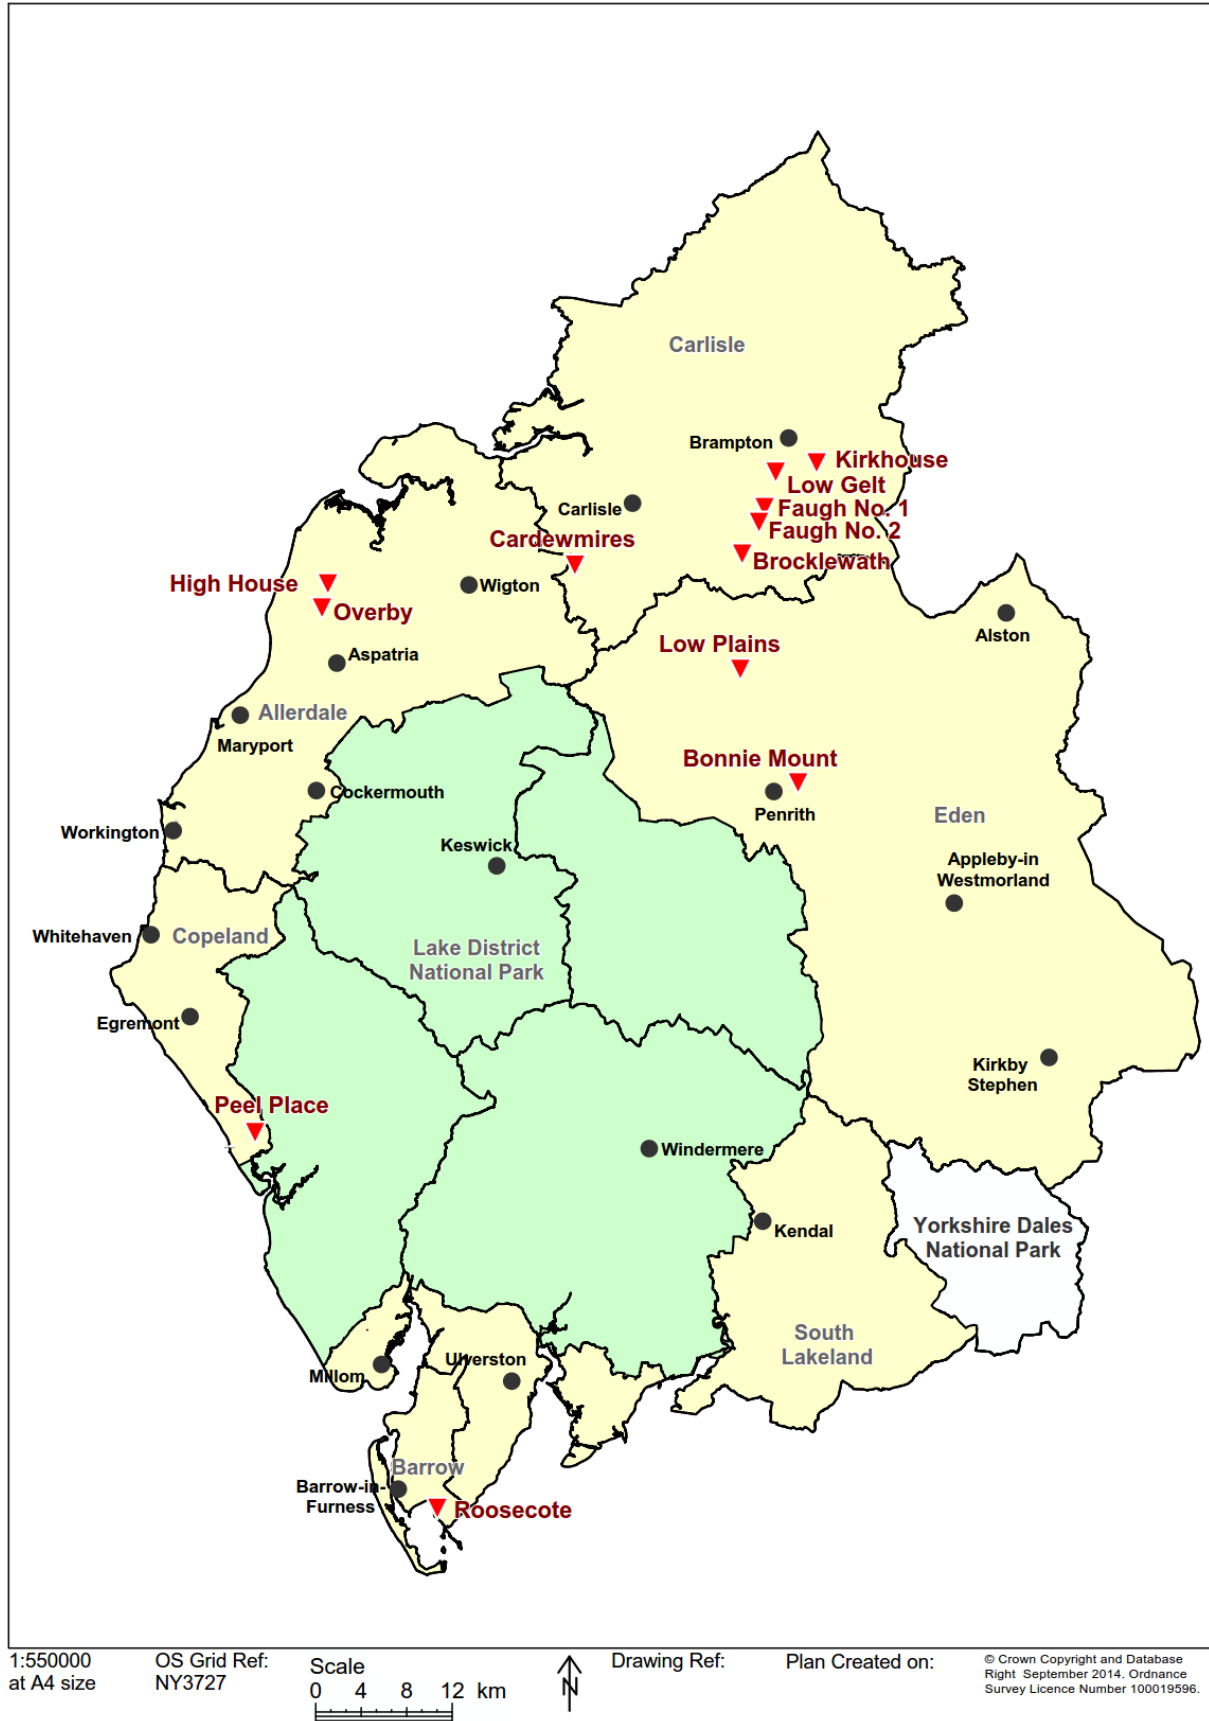 Carlisle
Brampton
Kirkhouse
Low Gelt
Carlisle
Faugh No. 1
Faugh No. 2
Cardewmires
Brocklewath
High House
Wigton
Overby
Alston
Low Plains
Aspatria
Allerdale
Maryport
Bonnie Mount
Cockermouth
Penrith
Eden
Workington
Keswick
Appleby-in
Westmorland
Whitehaven
Copeland
Lake District
National Park
Egremont
Kirkby
Stephen
Peel Place
Windermere
Kendal
Yorkshire Dales
National Park
South
Lakeland
Ulverston
Millom
Barrow
Barrow-in-
Furness
Roosecote
1:550000
at A4 size
OS Grid Ref:
NY3727
Scale
0 4 8 12 km
N
Drawing Ref:
Plan Created on:
© Crown Copyright and Database
Right September 2014. Ordnance
Survey Licence Number 100019596.